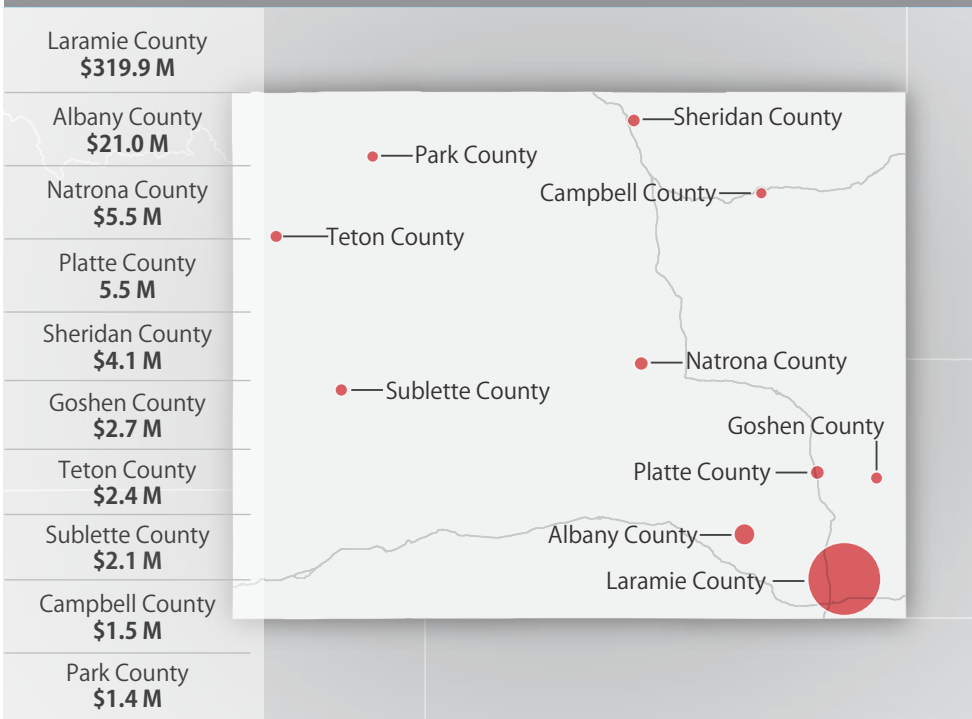 Laramie County
$319.9 M
Albany County
$21.0 M
Natrona County
$5.5 M
Platte County
5.5 M
Sheridan County
$4.1 M
Goshen County
$2.7 M
Teton County
$2.4 M
Sublette County
$2.1 M
Campbell County
$1.5 M
Park County
$1.4 M
Sheridan County
Park County
Campbell County
Teton County
Natrona County
Sublette County
Goshen County
Platte County
Albany County
Laramie County